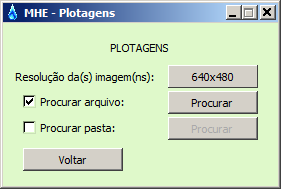 MHE - Plotagens
PLOTAGENS
Resolução da(s) imagem(ns): 640x480
Procurar arquivo: Procurar
Procurar pasta: Procurar
Voltar